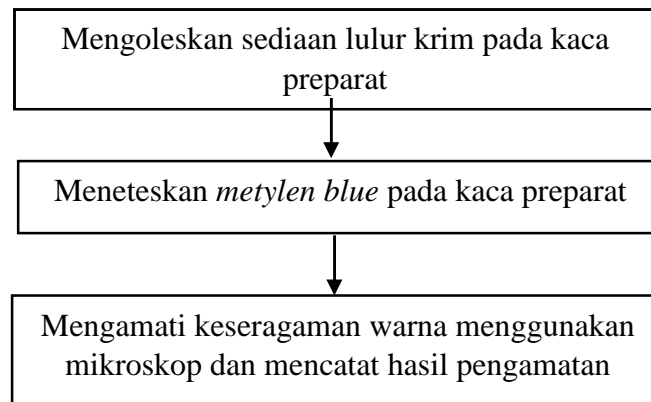 Mengoleskan sediaan lulur krim pada kaca
preparat
Meneteskan metylen blue pada kaca preparat
Mengamati keseragaman warna menggunakan
mikroskop dan mencatat hasil pengamatan